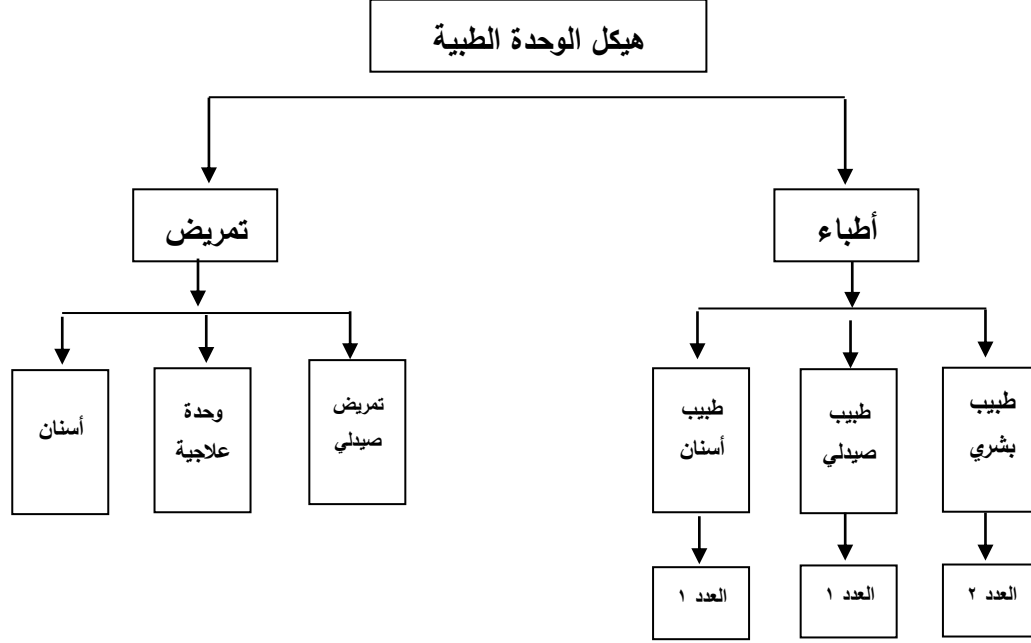 هيكل الوحدة الطبية
أطباء
تمريض
طبيب
بشري
طبيب
صيدلي
طبيب
أسنان
تمريض
صيدلي
وحدة
علاجية
أسنان
العدد ٢
العدد ١
العدد ١